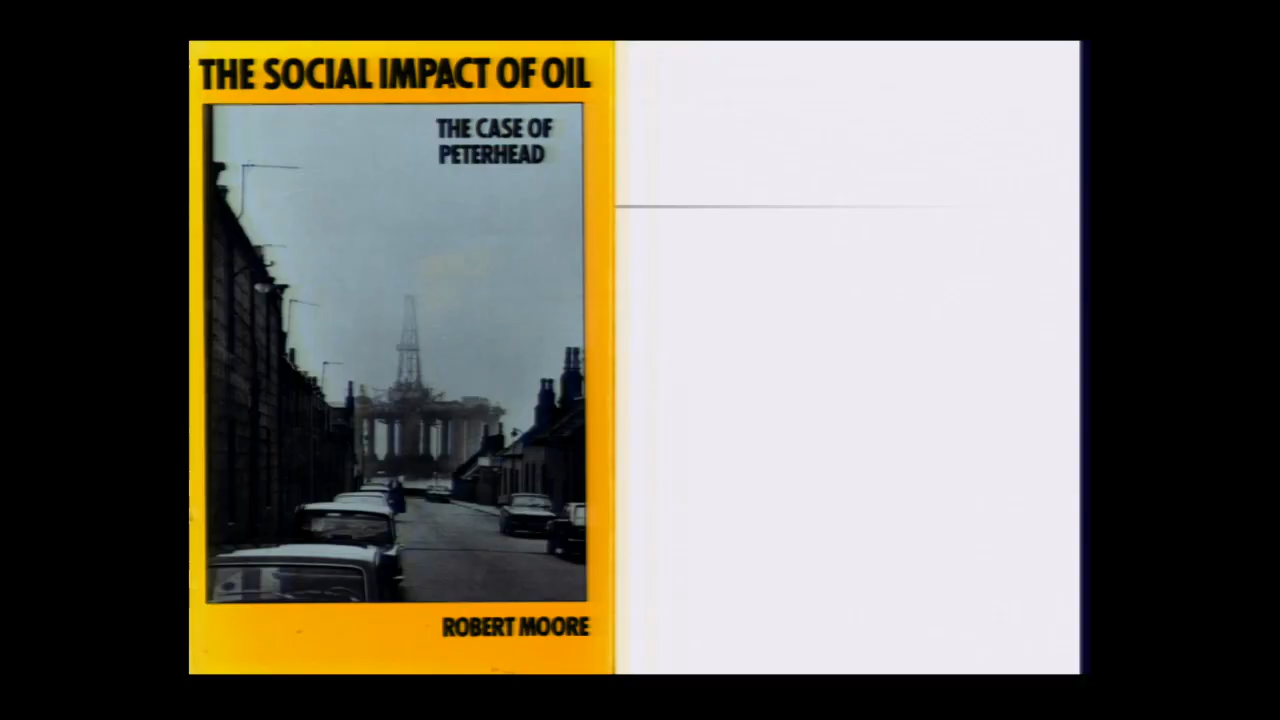 THE SOCIAL IMPACT OF OIL
THE CASE OF
PETERHEAD
ROBERT MOORE